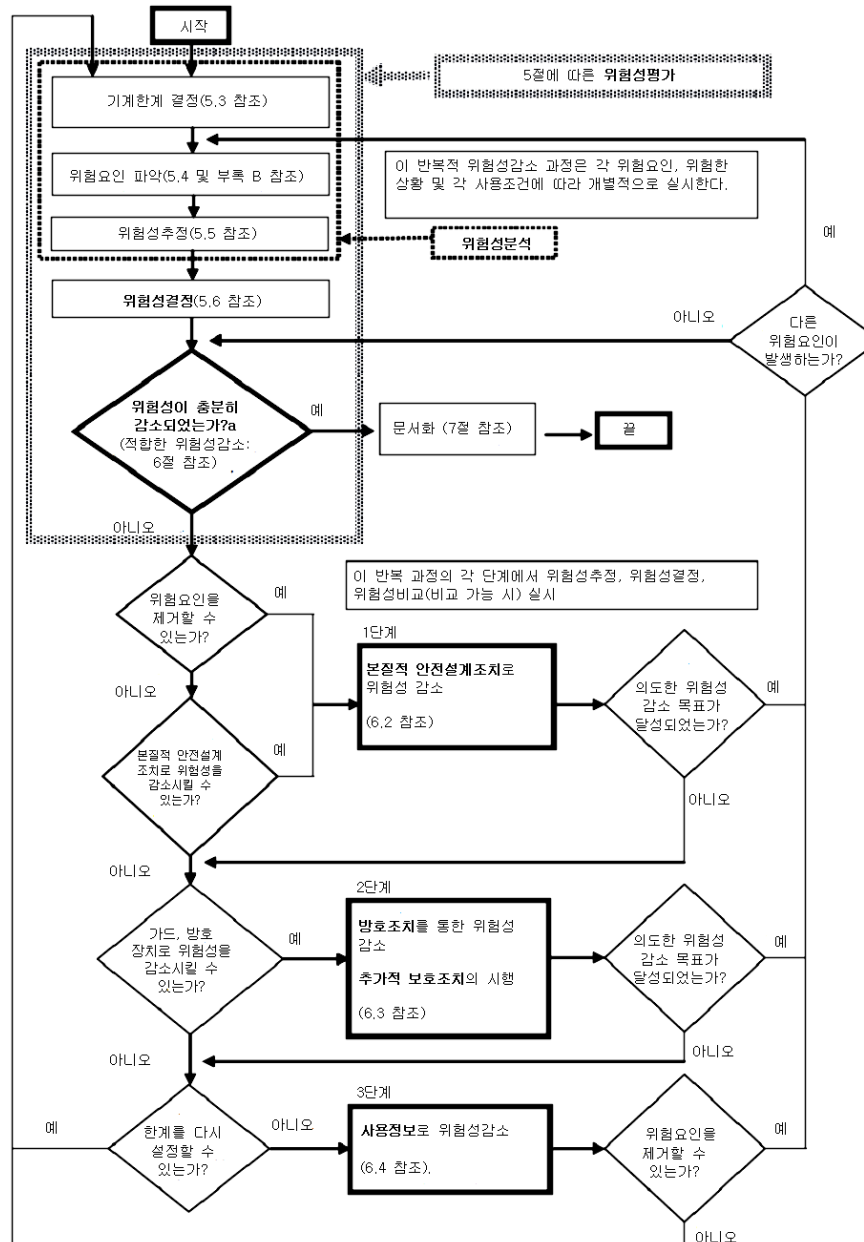 시작
5절에 따른 위험성평가
기계한계 결정(5.3 참조)
이 반복적 위험성감소 과정은 각 위험요인, 위험한
상황 및 각 사용조건에 따라 개별적으로 실시한다.
위험요인 파악(5.4 및 부록 B 참조)
위험성추정(5.5 참조)
위험성분석
예
위험성결정(5.6 참조)
아니오
다른
위험요인이
발생하는가?
위험성이 충분히
감소되었는가?a
(적합한 위험성감소:
6절 참조)
예
문서화 (7절 참조)
끝
아니오
이 반복 과정의 각 단계에서 위험성추정, 위험성결정,
위험성비교(비교 가능 시) 실시
위험요인을
제거할 수
있는가?
예
아니오
1단계
본질적 안전설계조치로
위험성 감소
(6.2 참조)
의도한 위험성
감소 목표가
달성되었는가?
예
아니오
본질적 안전설계
조치로 위험성을
감소시킬 수
있는가?
예
아니오
2단계
가드, 방호
장치로 위험성을
감소시킬 수
있는가?
예
방호조치를 통한 위험성
감소
추가적 보호조치의 시행
(6.3 참조)
의도한 위험성
감소 목표가
달성되었는가?
예
아니오
아니오
3단계
예
한계를 다시
설정할 수
있는가?
아니오
사용정보로 위험성감소
(6.4 참조).
위험요인을
제거할 수
있는가?
예
아니오